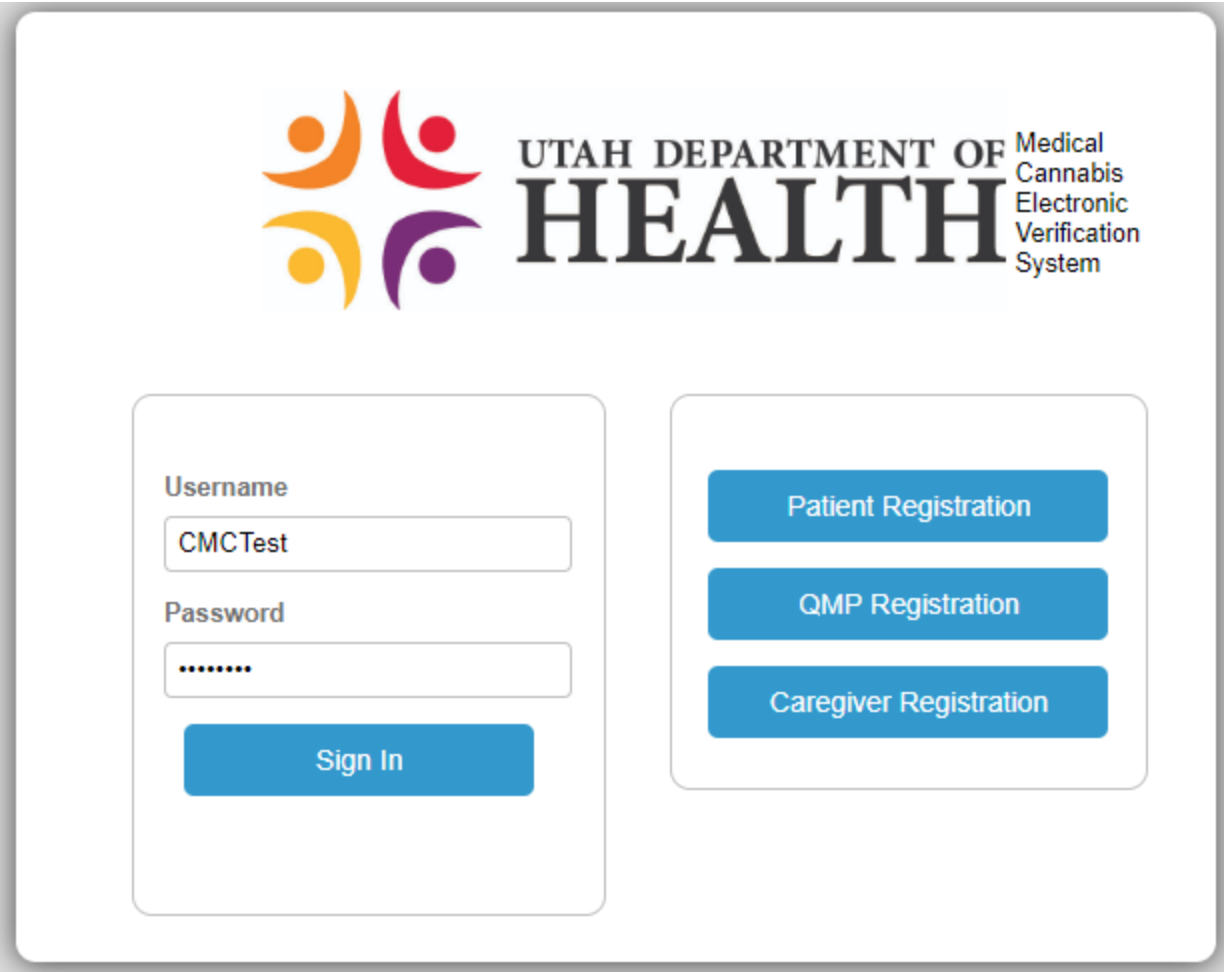 UTAH DEPARTMENT OF
HEALTH
Medical
Cannabis
Electronic
Verification
System
Username
CMCTest
Password
••••••••
Sign In
Patient Registration
QMP Registration
Caregiver Registration